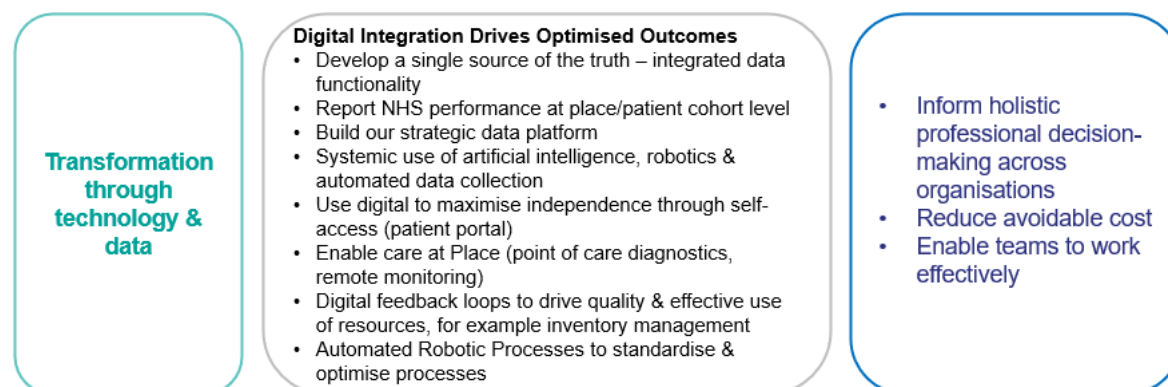 Transformation
through
technology &
data
Digital Integration Drives Optimised Outcomes
• Develop a single source of the truth – integrated data
functionality
• Report NHS performance at place/patient cohort level
• Build our strategic data platform
• Systemic use of artificial intelligence, robotics &
automated data collection
• Use digital to maximise independence through self-
access (patient portal)
• Enable care at Place (point of care diagnostics,
remote monitoring)
• Digital feedback loops to drive quality & effective use
of resources, for example inventory management
• Automated Robotic Processes to standardise &
optimise processes
• Inform holistic
professional decision-
making across
organisations
• Reduce avoidable cost
• Enable teams to work
effectively